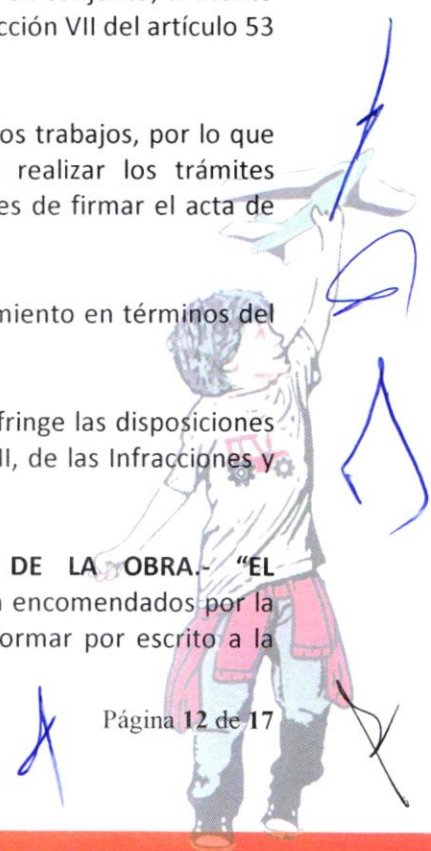 cción VII del artículo 53
os trabajos, por lo que
realizar los trámites
es de firmar el acta de
miento en términos del
fringe las disposiciones
II, de las Infracciones y
DE LA OBRA.- “EL
encomendados por la
ormar por escrito a la
Página 12 de 17